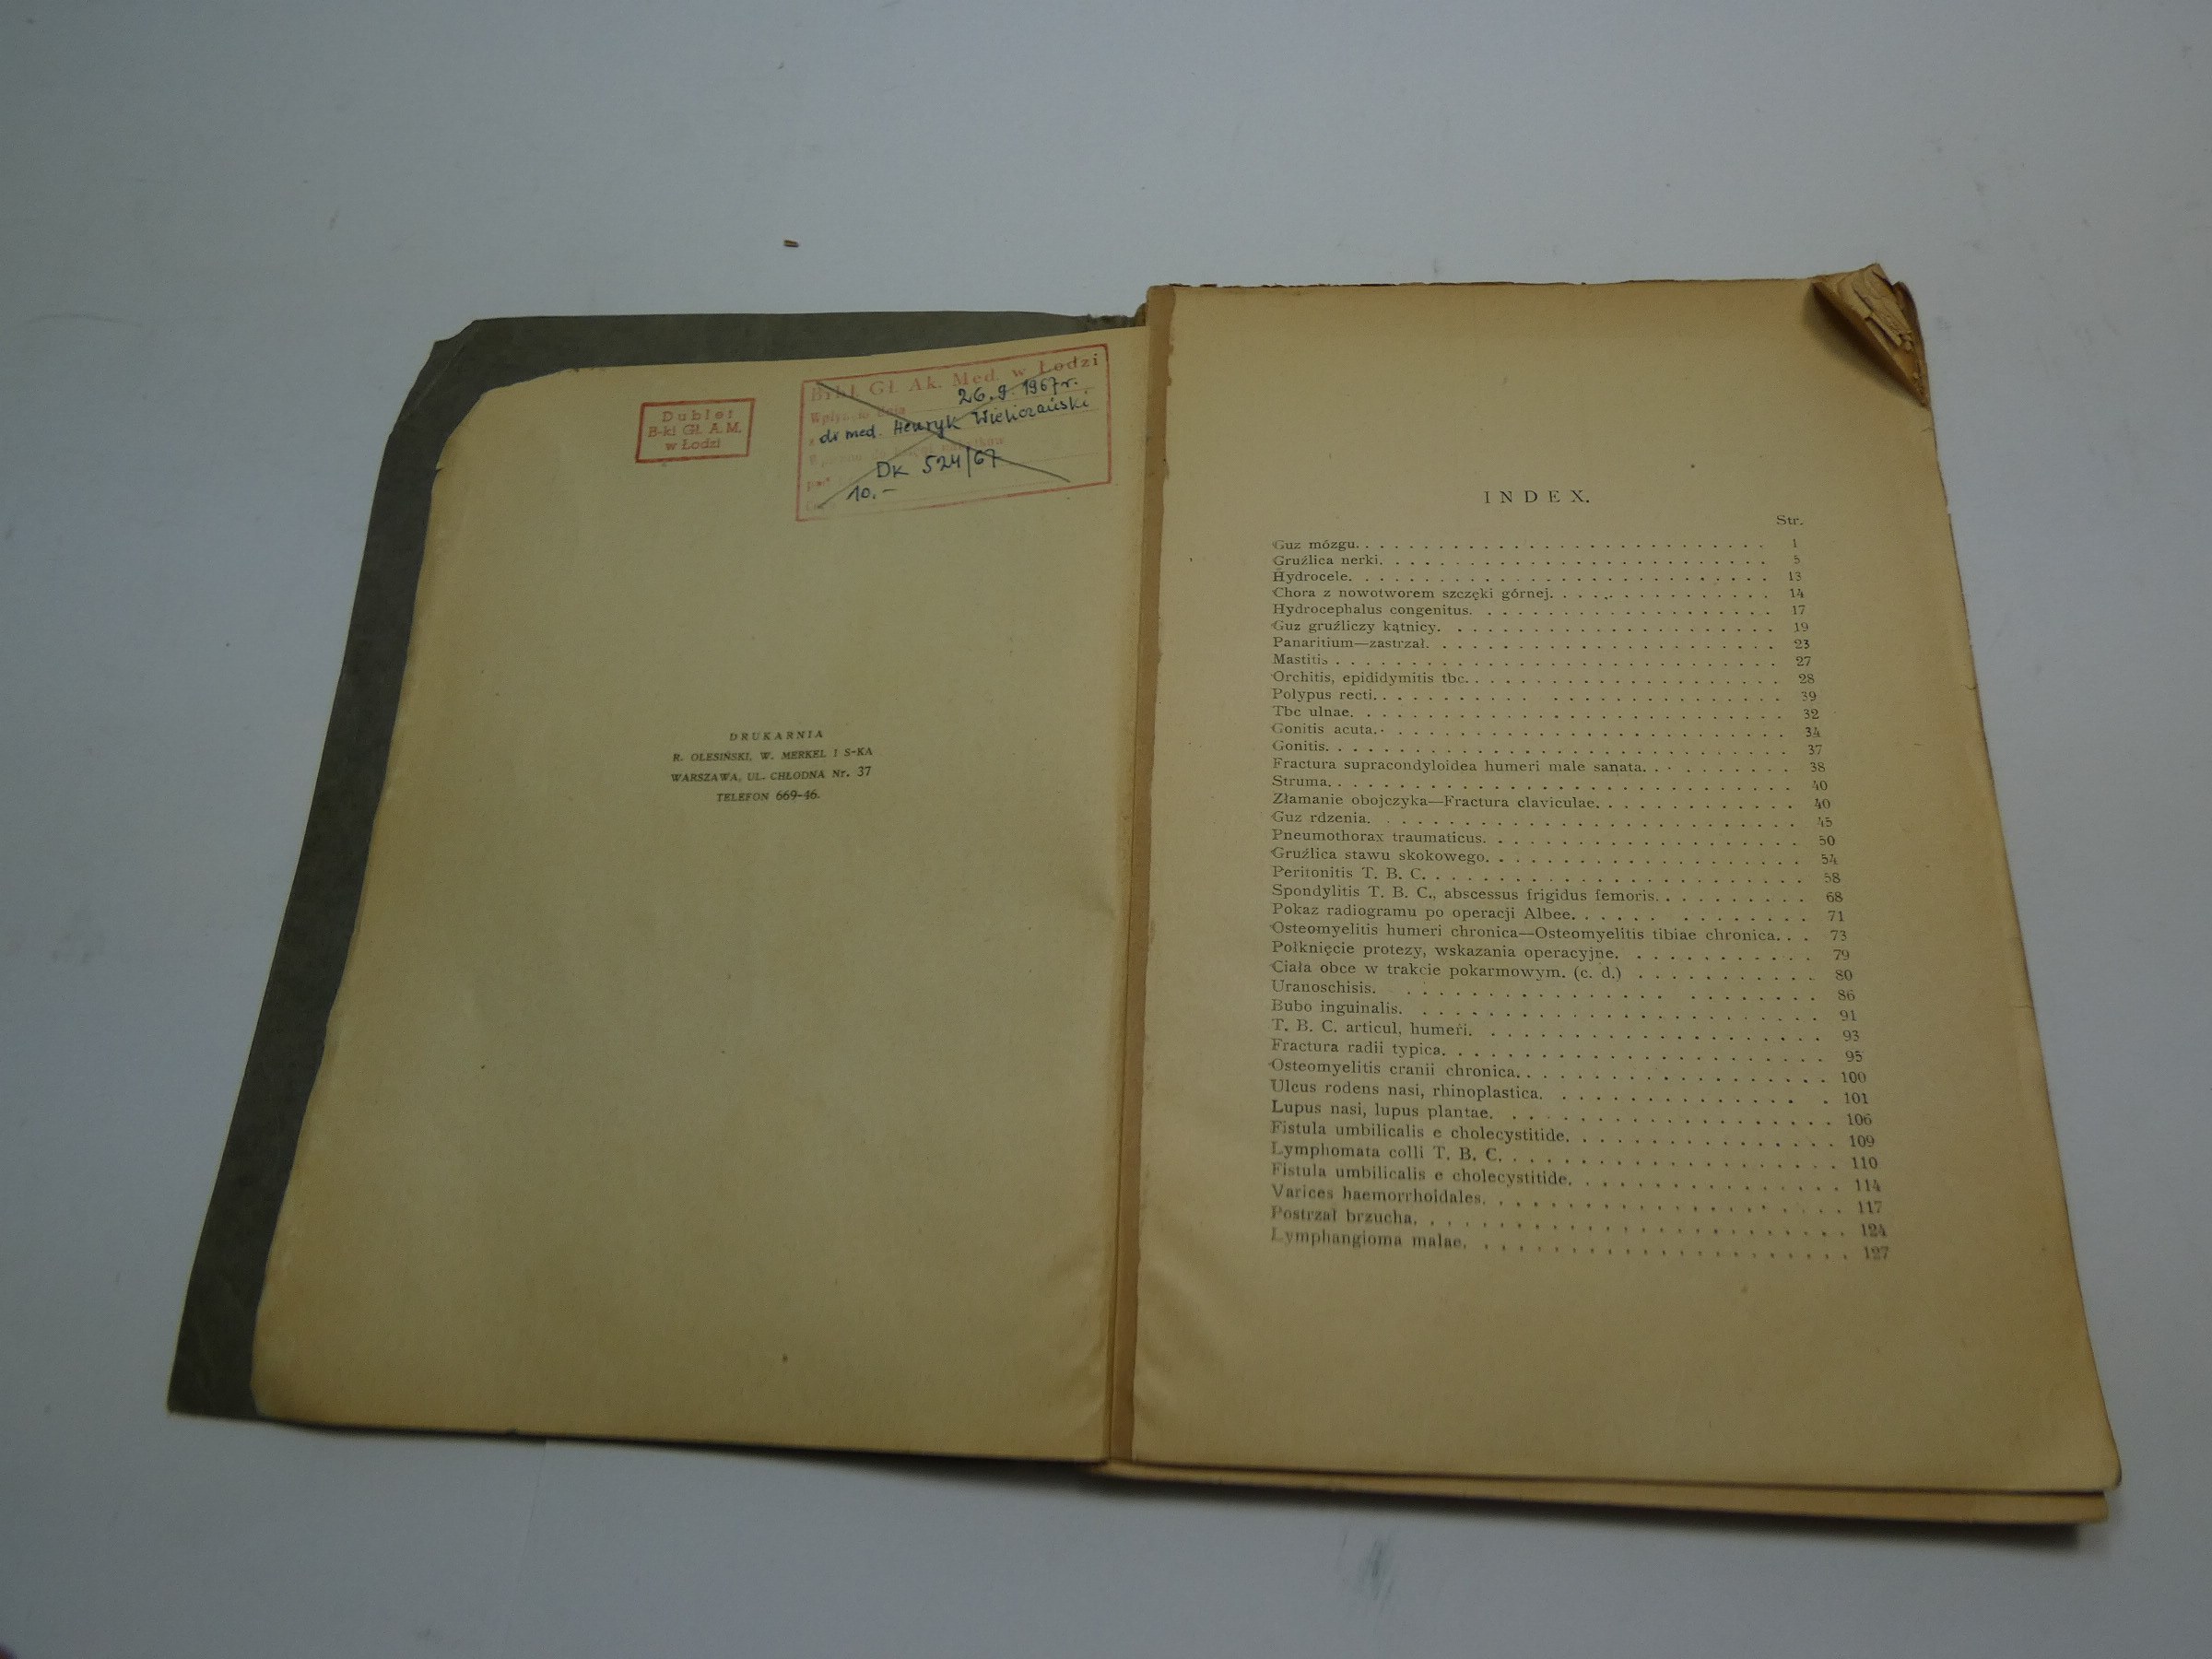 Dublet
B-ki Gł. A.M.
w Łodzi
Bibl. Gł. Ak. Med. w Łodzi
Wpłynęło dnia 26.9.1967r.
z dr med. Henryk Wieliczański
DK 524/67
10.-
DRUKARNIA
R. OLESIŃSKI, W. MERKEL I S-KA
WARSZAWA, UL. CHŁODNA Nr. 37
TELEFON 669-46.
INDEX.
Str.
Guz mózgu. 1
Gruźlica nerki. 5
Hydrocele. 13
Chora z nowotworem szczęki górnej. 14
Hydrocephalus congenitus. 17
Guz gruźliczy kątnicy. 19
Panaritium—zastrzał. 23
Mastitis 27
Orchitis, epididymitis tbc. 28
Polypus recti. 39
Tbc ulnae. 32
Gonitis acuta. 34
Gonitis. 37
Fractura supracondyloidea humeri male sanata. 38
Struma. 40
Złamanie obojczyka—Fractura claviculae. 40
Guz rdzenia. 45
Pneumothorax traumaticus. 50
Gruźlica stawu skokowego. 54
Peritonitis T. B. C. 58
Spondylitis T. B. C., abscessus frigidus femoris. 68
Pokaz radiogramu po operacji Albee. 71
Osteomyelitis humeri chronica—Osteomyelitis tibiae chronica. 73
Połknięcie protezy, wskazania operacyjne. 79
Ciała obce w trakcie pokarmowym. (c. d.) 80
Uranoschisis. 86
Bubo inguinalis. 91
T. B. C. articul, humeri. 93
Fractura radii typica. 95
Osteomyelitis cranii chronica. 100
Ulcus rodens nasi, rhinoplastica. 101
Lupus nasi, lupus plantae. 106
Fistula umbilicalis e cholecystitide. 109
Lymphomata colli T. B. C. 110
Fistula umbilicalis e cholecystitide. 114
Varices haemorrhoidales. 117
Postrzał brzucha. 124
Lymphangioma malae. 127